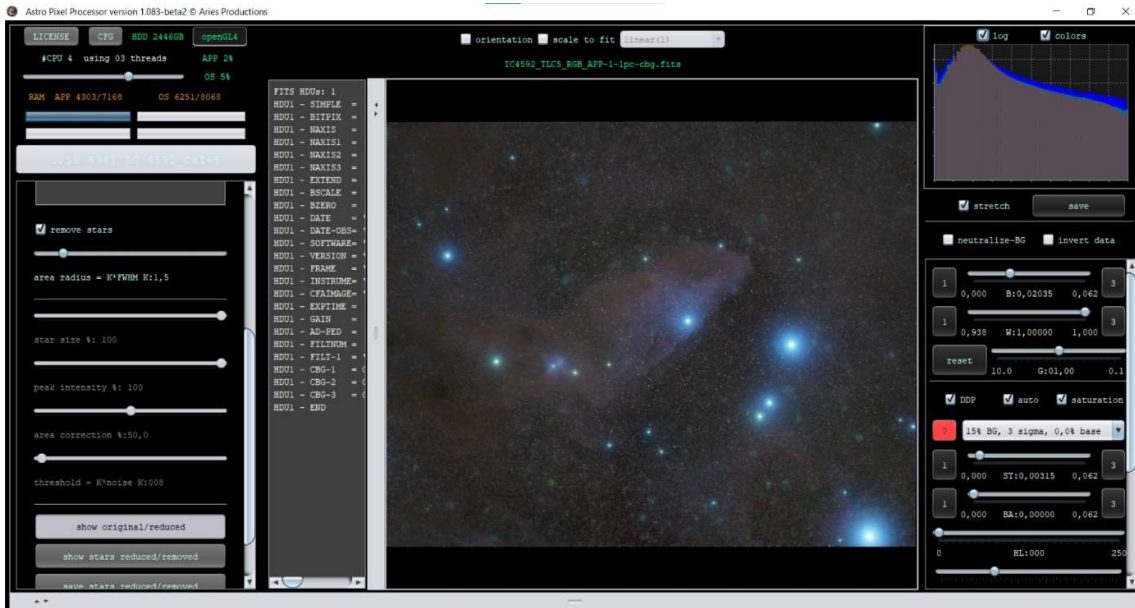 Astro Pixel Processor version 1.083-beta2 © Aries Productions
LICENSE CFG HDD 2446GB openGL4
#CPU 4 using 03 threads APP 2%
OS 5%
RAM APP 4303/7168 OS 6251/8068
remove stars
area radius = K*FWHM K:1,5
star size %: 100
peak intensity %: 100
area correction %:50,0
threshold = K*noise K:008
show original/reduced
show stars reduced/removed
save stars reduced/removed
orientation scale to fit linear(1)
IC4592_TLC5_RGB_APP-1-lpc-cbg.fits
FITS HDUs: 1
HDU1 - SIMPLE =
HDU1 - BITPIX =
HDU1 - NAXIS =
HDU1 - NAXIS1 =
HDU1 - NAXIS2 =
HDU1 - NAXIS3 =
HDU1 - EXTEND =
HDU1 - BSCALE =
HDU1 - BZERO =
HDU1 - DATE = '
HDU1 - DATE-OBS= '
HDU1 - SOFTWARE= '
HDU1 - VERSION = '
HDU1 - FRAME = '
HDU1 - INSTRUME= '
HDU1 - CFAIMAGE= '
HDU1 - EXPTIME =
HDU1 - GAIN =
HDU1 - AD-PED =
HDU1 - FILTNUM =
HDU1 - FILT-1 = '
HDU1 - CBG-1 = (
HDU1 - CBG-2 = (
HDU1 - CBG-3 = (
HDU1 - END
log colors
stretch save
neutralize-BG invert data
1 3
0,000 B:0,02035 0,062
1 3
0,938 W:1,00000 1,000
reset
10.0 G:01,00 0.1
DDP auto saturation
? 15% BG, 3 sigma, 0,0% base
1 3
0,000 ST:0,00315 0,062
1 3
0,000 BA:0,00000 0,062
0 HL:000 250